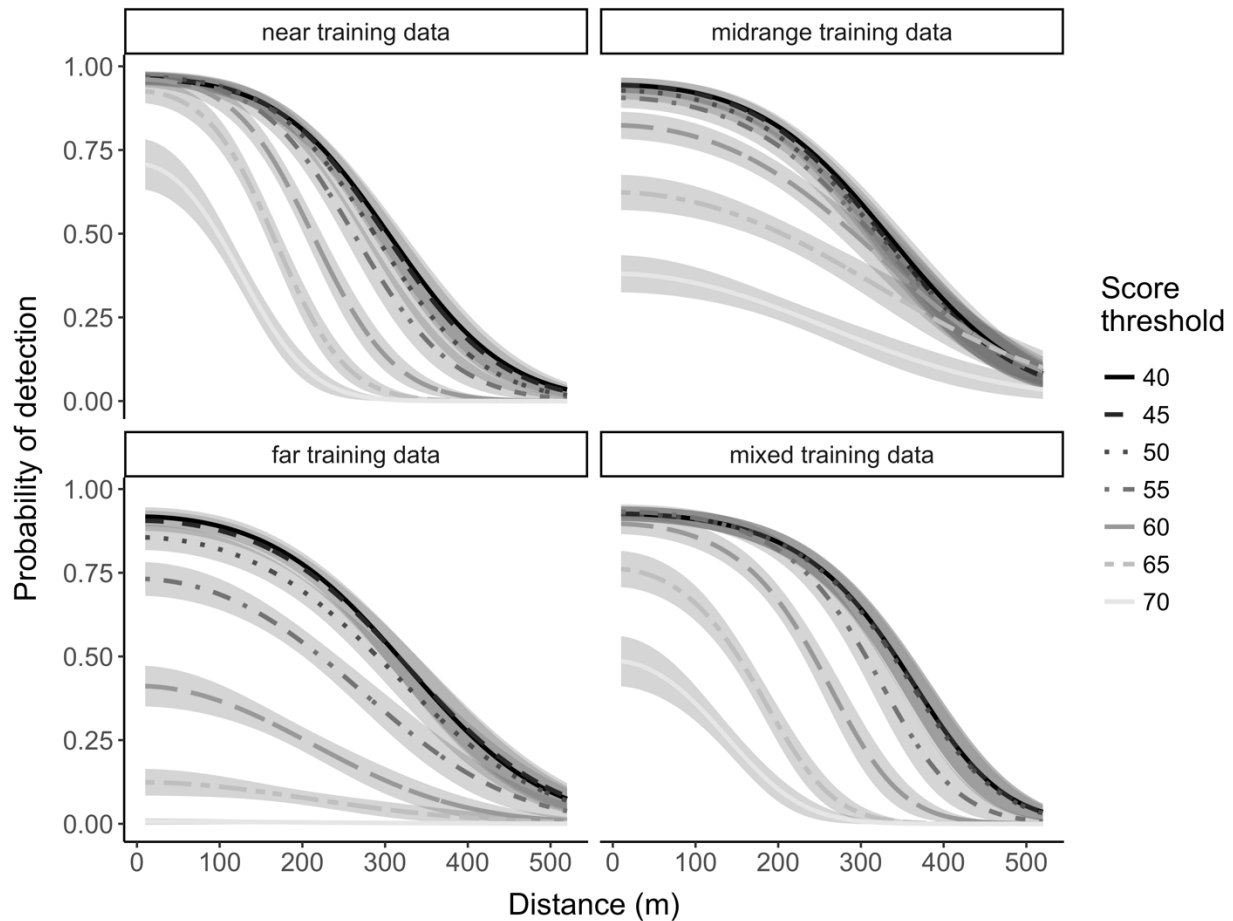 near training data
midrange training data
1.00
0.75
0.50
0.25
0.00
far training data
mixed training data
1.00
0.75
0.50
0.25
0.00
0 100 200 300 400 500
0 100 200 300 400 500
Distance (m)
Probability of detection
Score
threshold
40
45
50
55
60
65
70